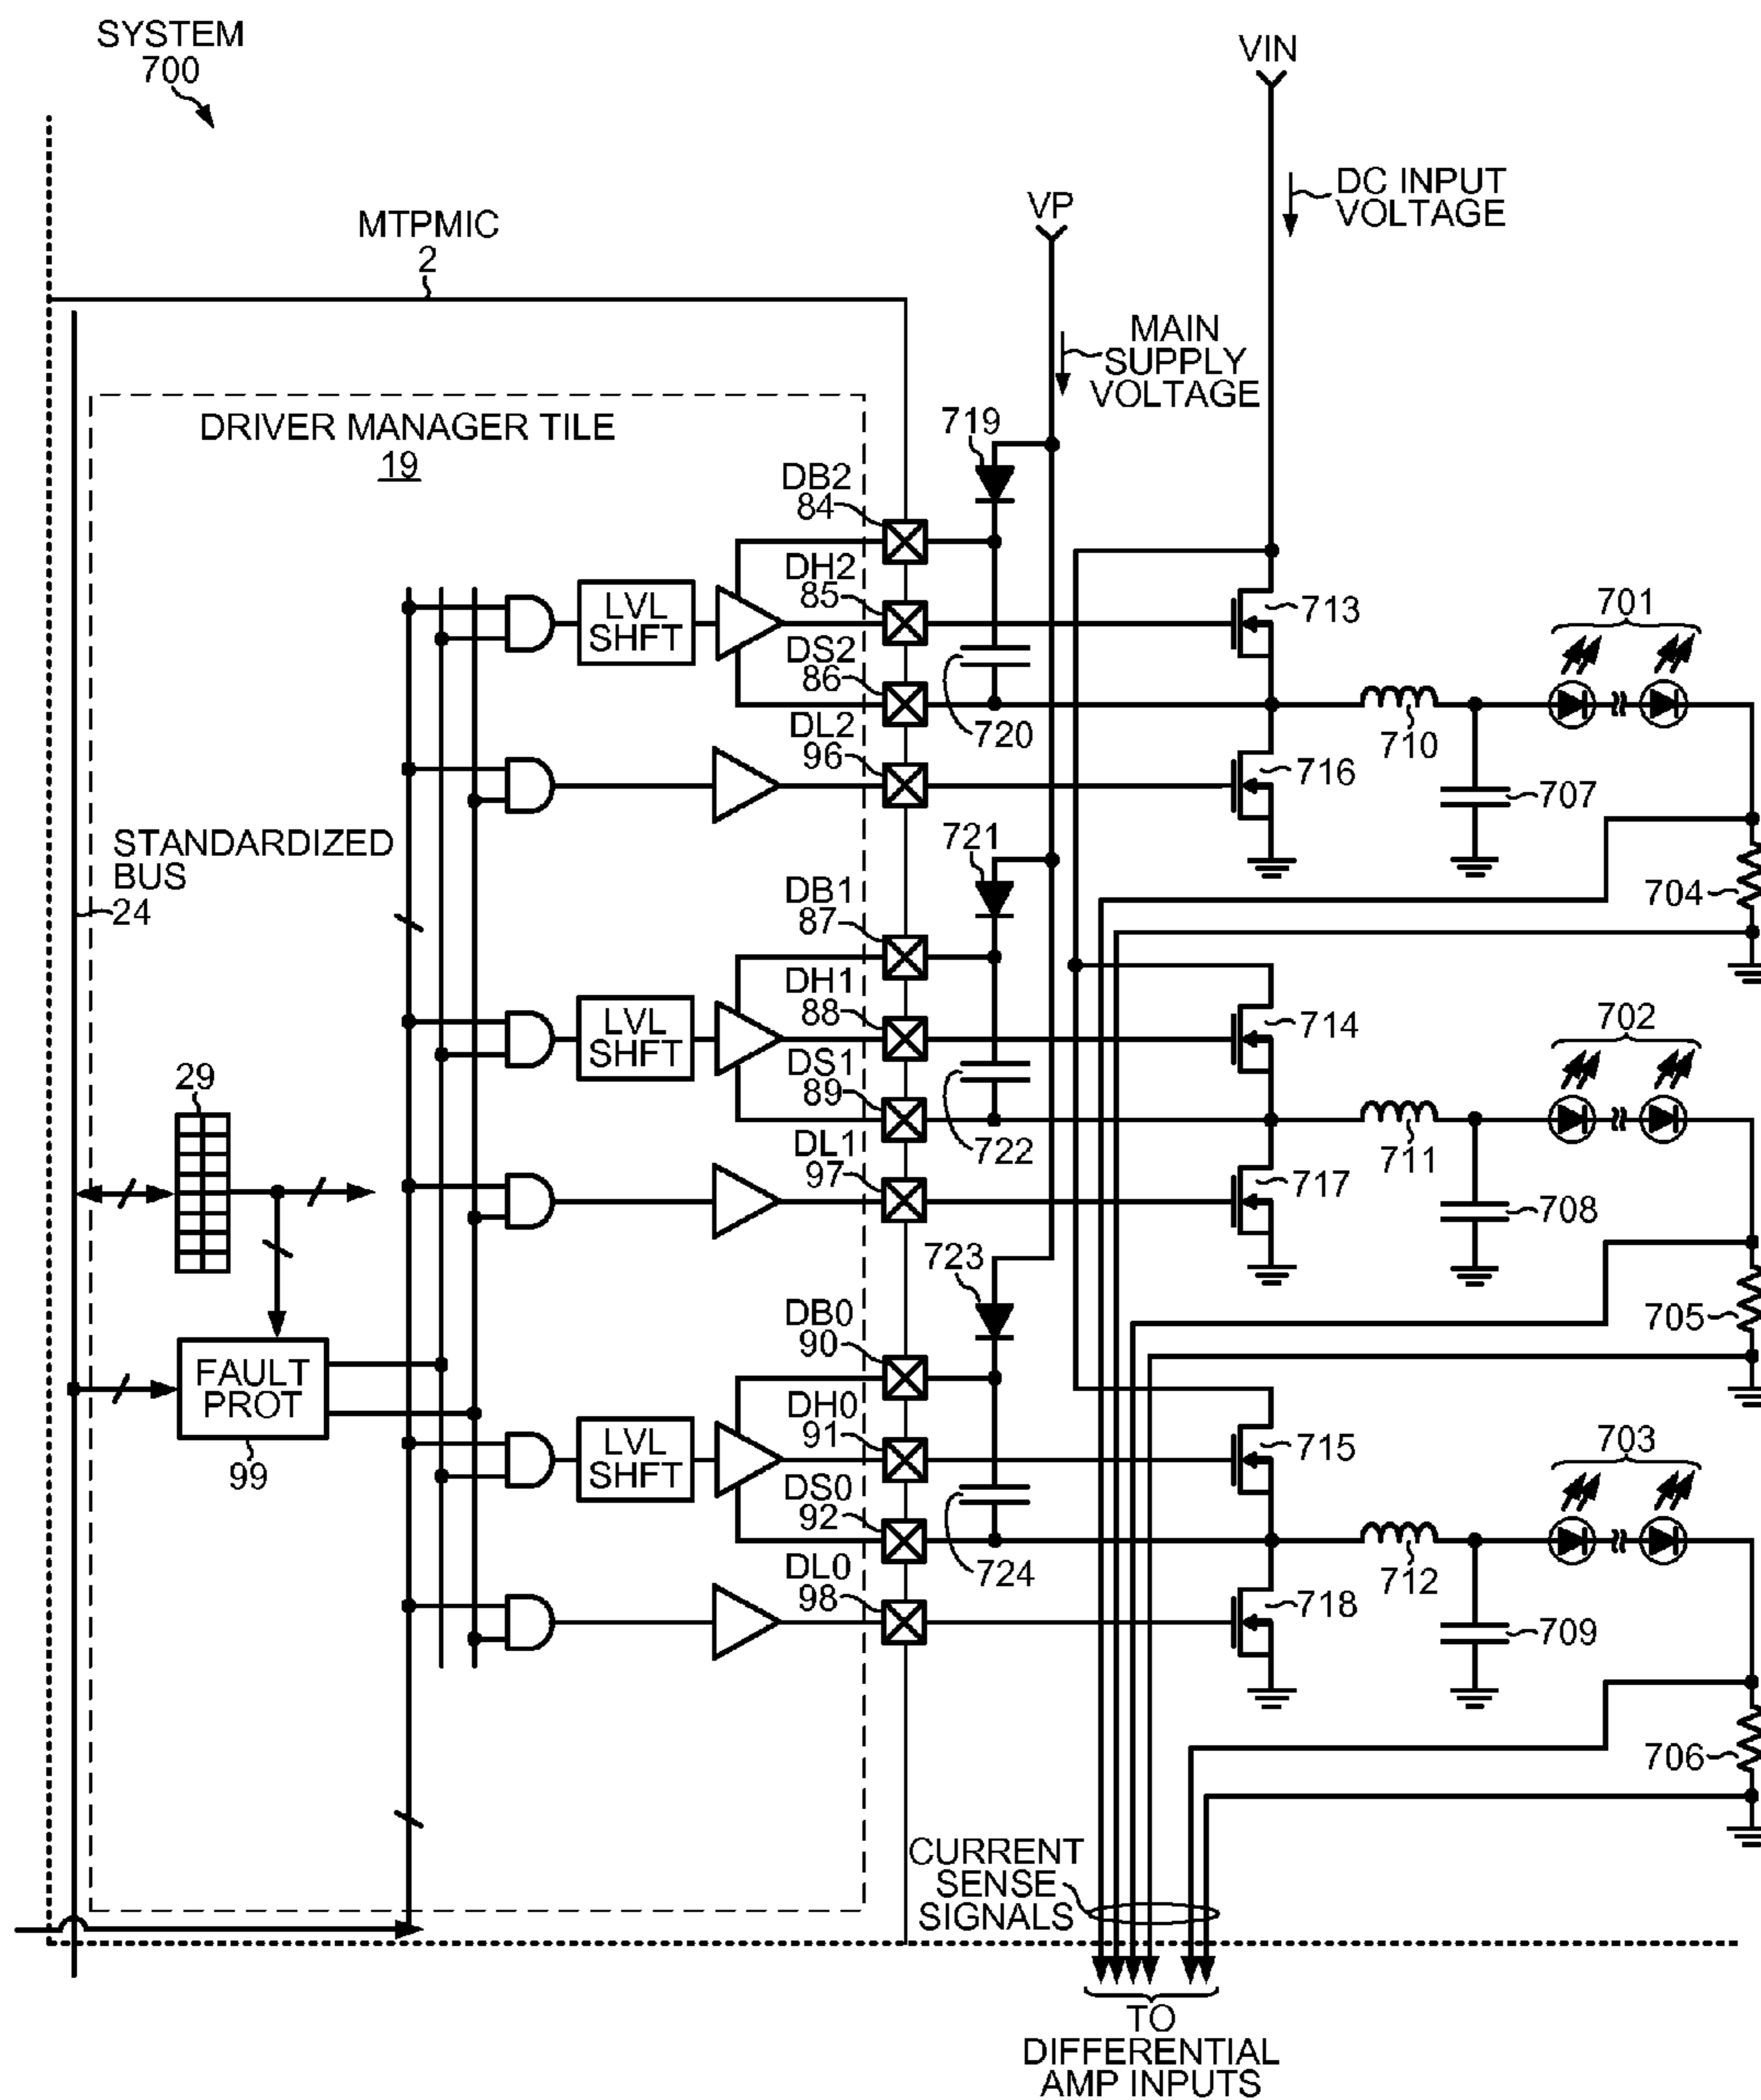 SYSTEM
700
VIN
DC INPUT
VOLTAGE
VP
MTPMIC
2
MAIN
SUPPLY
VOLTAGE
DRIVER MANAGER TILE
19
719
DB2
84
DH2
85
LVL
SHFT
713
701
DS2
86
720
710
DL2
96
716
707
STANDARDIZED
BUS
24
721
704
DB1
87
DH1
88
LVL
SHFT
714
702
DS1
89
722
711
29
DL1
97
717
708
723
705
DB0
90
FAULT
PROT
99
DH0
91
LVL
SHFT
715
703
DS0
92
724
712
DL0
98
718
709
706
CURRENT
SENSE
SIGNALS
TO
DIFFERENTIAL
AMP INPUTS